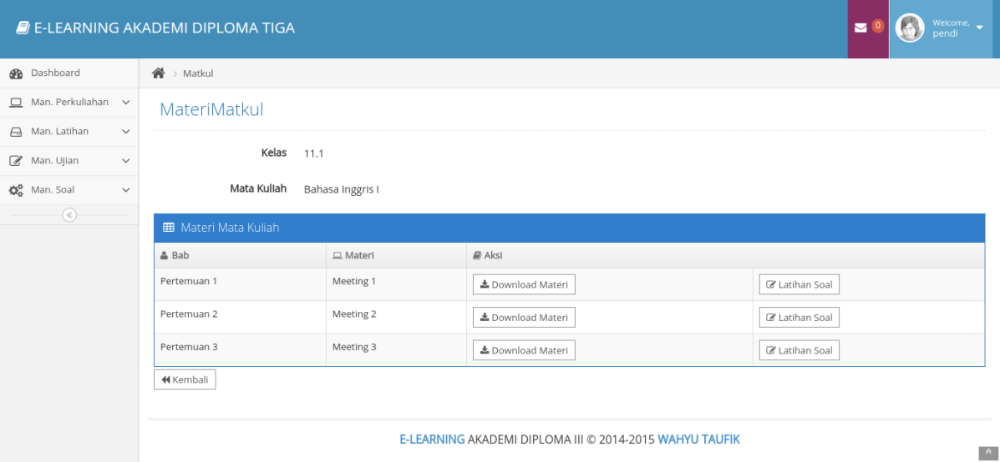 E-LEARNING AKADEMI DIPLOMA TIGA
0
Welcome,
pendi
Dashboard
Man. Perkuliahan
Man. Latihan
Man. Ujian
Man. Soal
Matkul
MateriMatkul
Kelas 11.1
Mata Kuliah Bahasa Inggris I
Materi Mata Kuliah
Bab Materi Aksi
Pertemuan 1 Meeting 1 Download Materi Latihan Soal
Pertemuan 2 Meeting 2 Download Materi Latihan Soal
Pertemuan 3 Meeting 3 Download Materi Latihan Soal
Kembali
E-LEARNING AKADEMI DIPLOMA III © 2014-2015 WAHYU TAUFIK